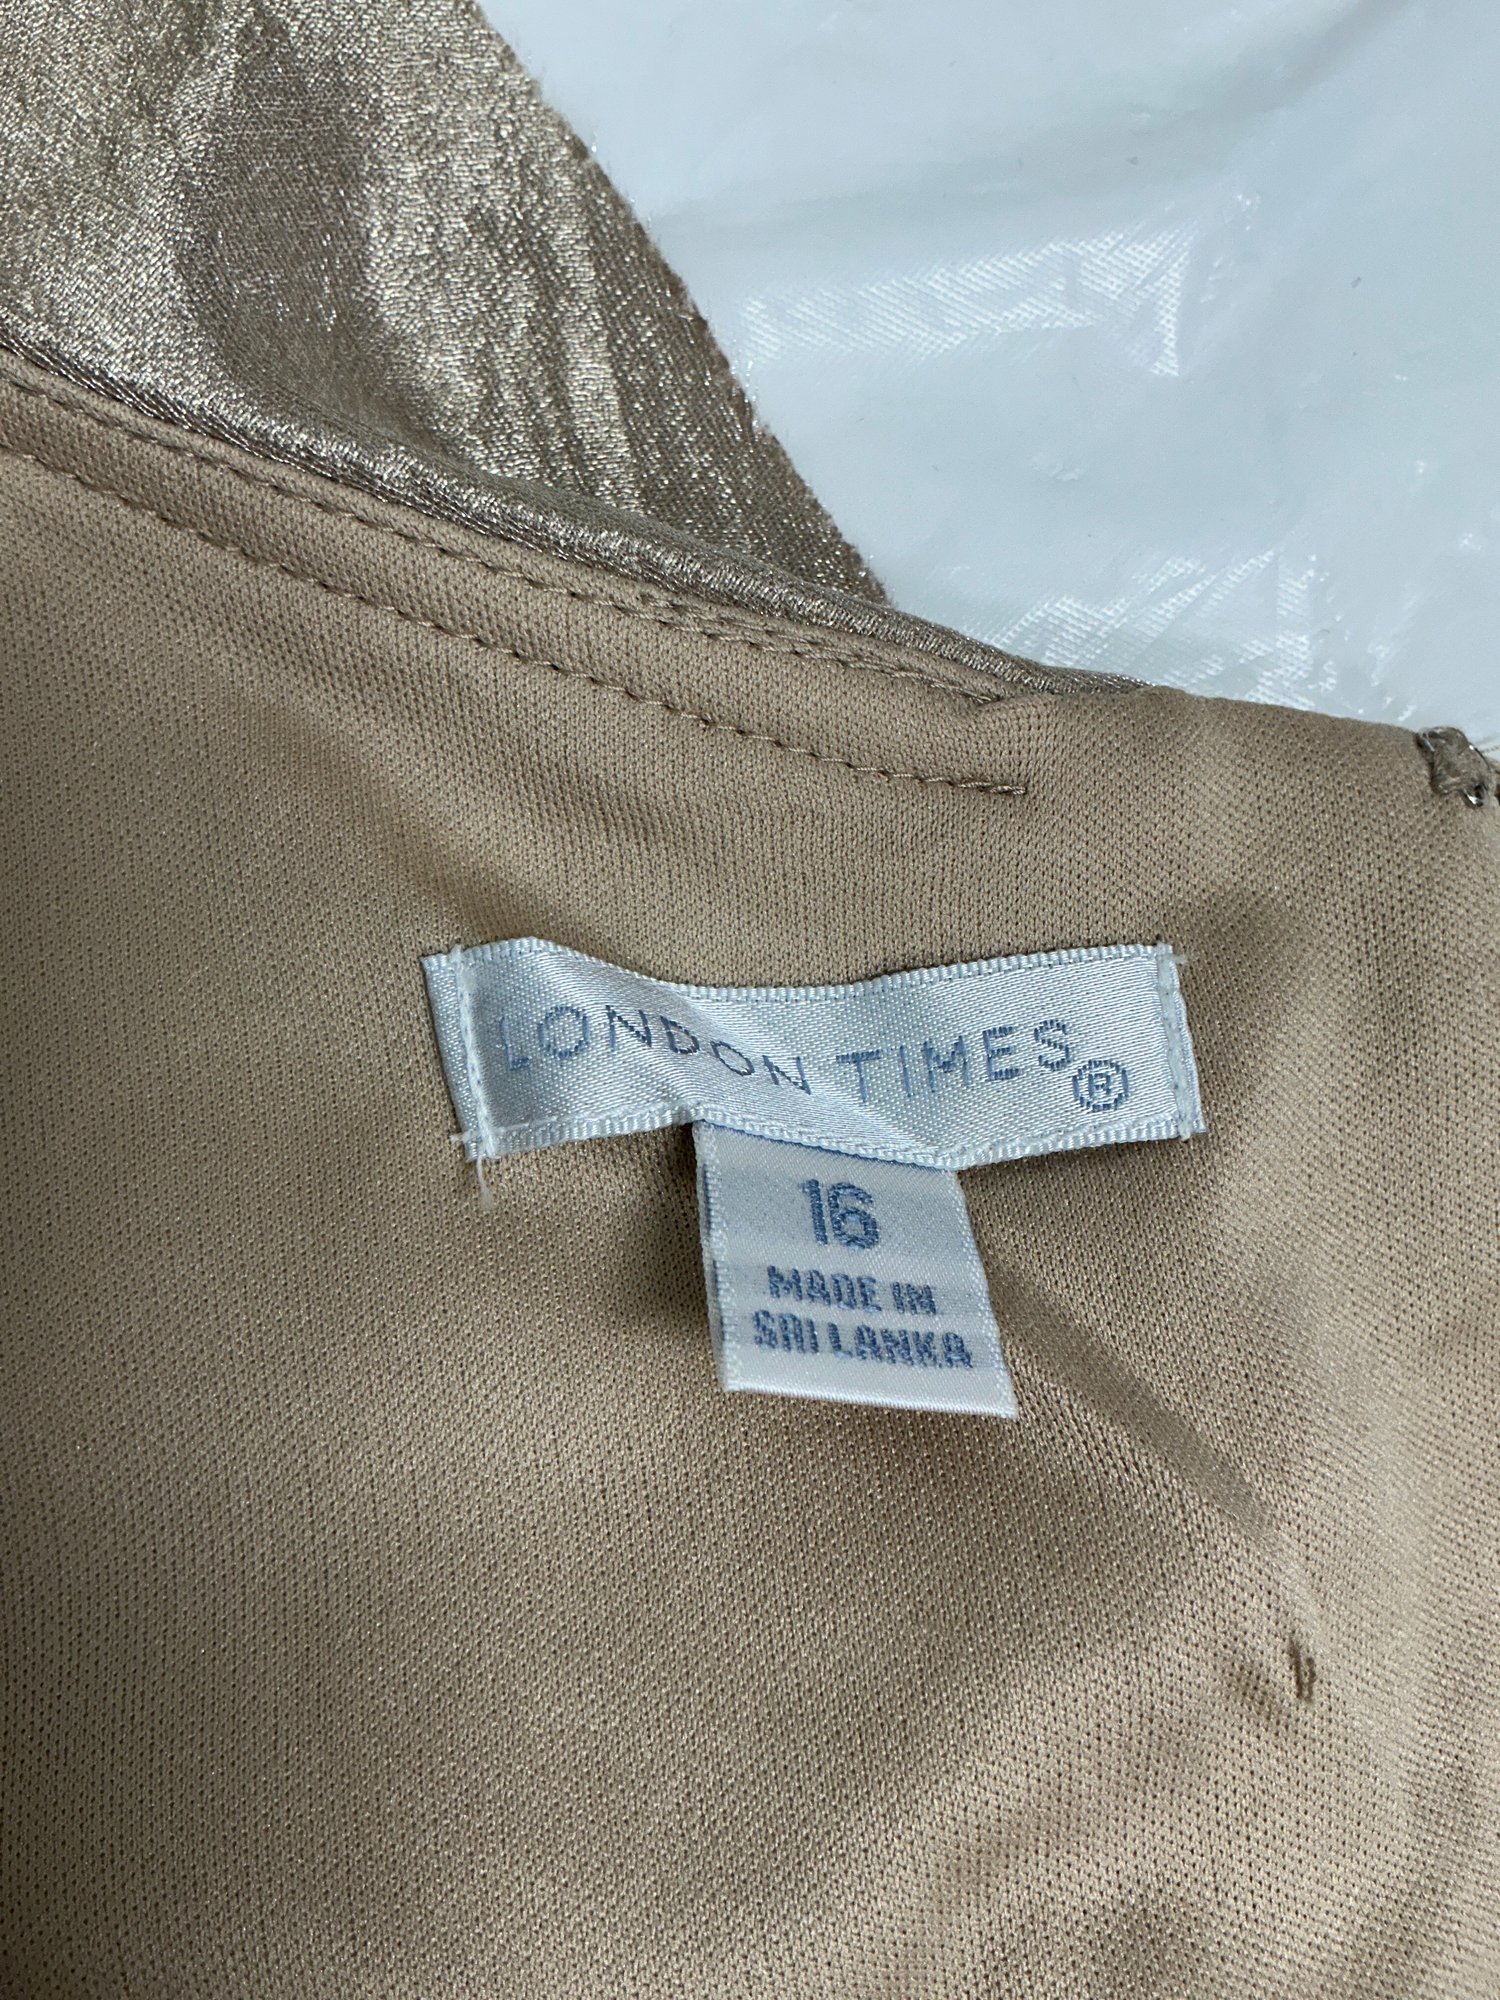 LONDON TIMES®
16
MADE IN
SRI LANKA